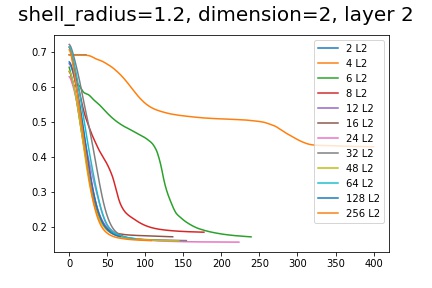 shell_radius=1.2, dimension=2, layer 2
0.7
0.6
0.5
0.4
0.3
0.2
0 50 100 150 200 250 300 350 400
2 L2
4 L2
6 L2
8 L2
12 L2
16 L2
24 L2
32 L2
48 L2
64 L2
128 L2
256 L2